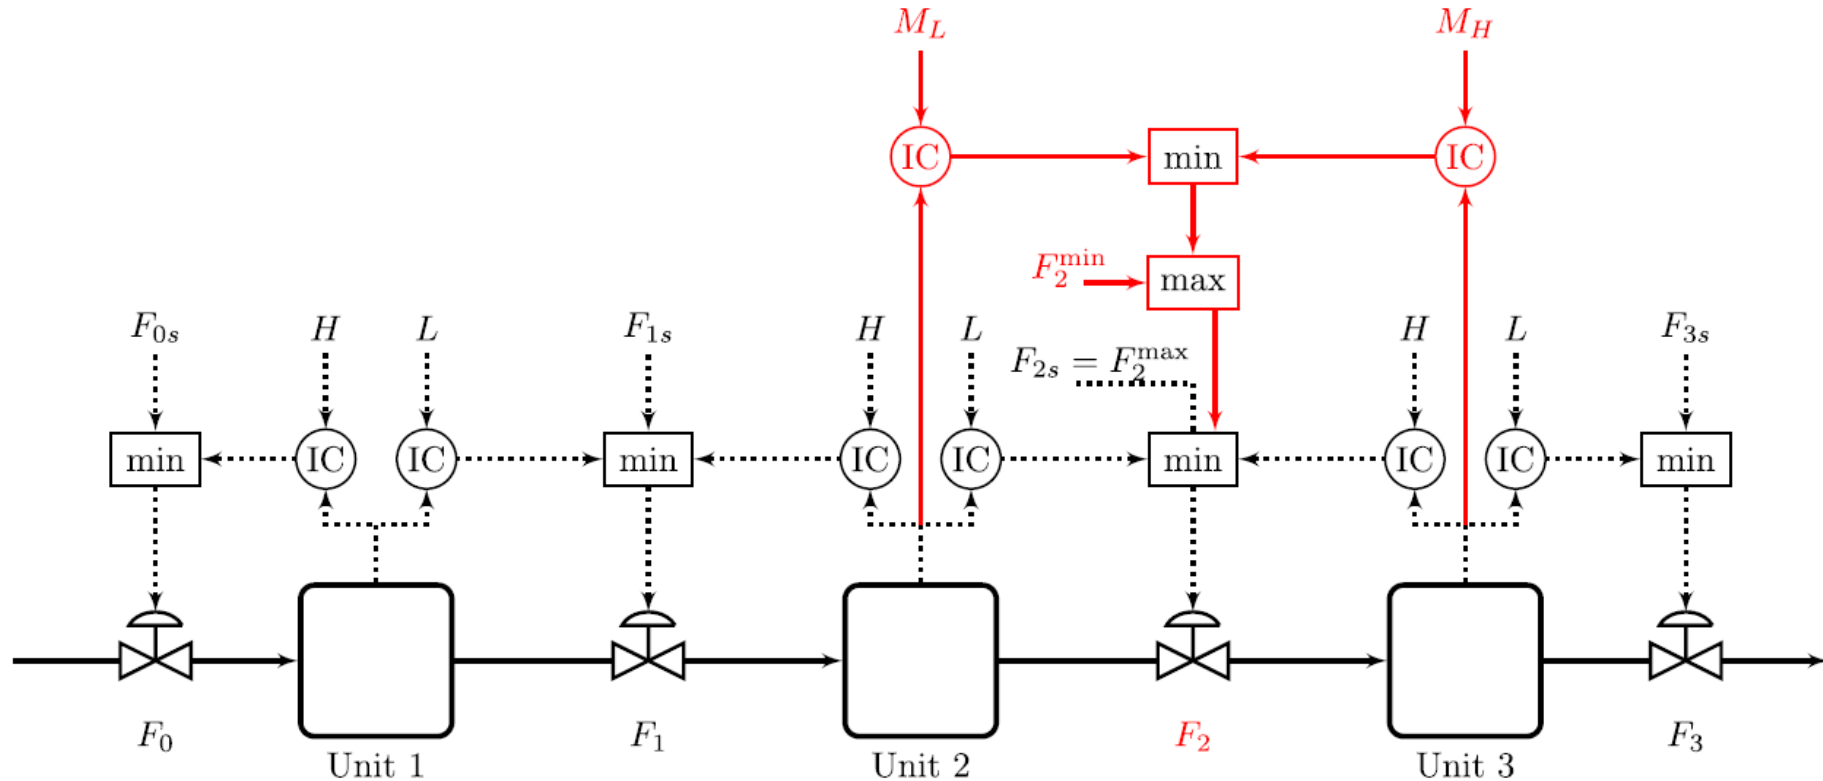 M_L M_H
IC min IC
F_2^min max
F_0s H L F_1s H L F_2s = F_2^max H L F_3s
min IC IC min IC IC min IC IC min
F_0 F_1 F_2 F_3
Unit 1 Unit 2 Unit 3